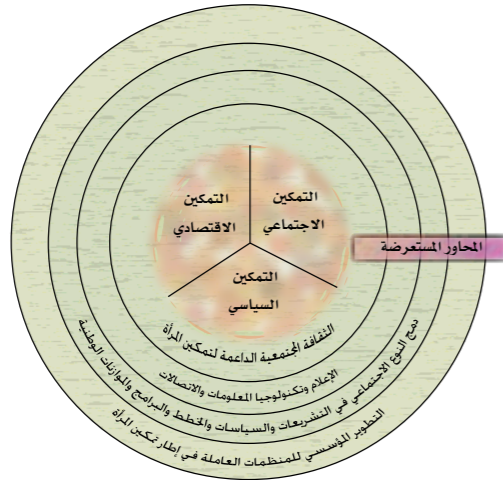 التمكين
الاجتماعي
التمكين
الاقتصادي
التمكين
السياسي
المحاور المستعرضة
الثقافة المجتمعية الداعمة لتمكين المرأة
الإعلام وتكنولوجيا المعلومات والاتصالات
دمج النوع الاجتماعي في التشريعات والسياسات والخطط والبرامج والموازنات الوطنية
التطوير المؤسسي للمنظمات العاملة في إطار تمكين المرأة